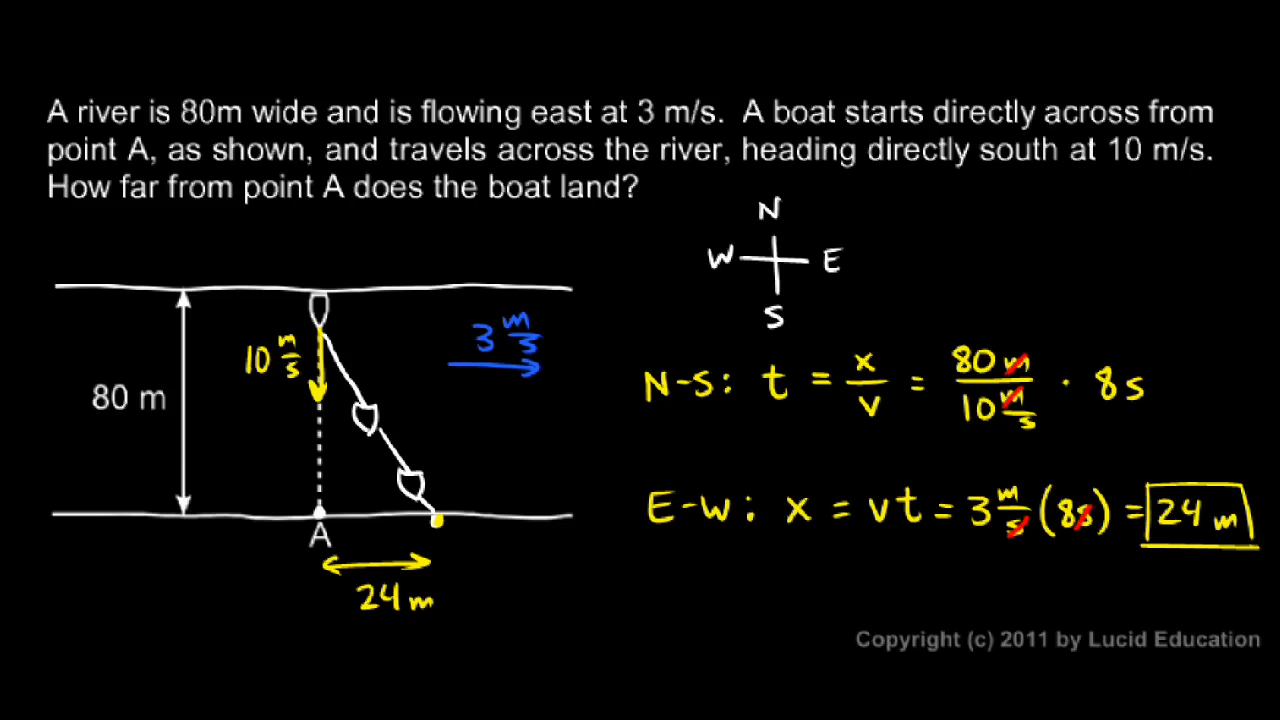 A river is 80m wide and is flowing east at 3 m/s. A boat starts directly across from
point A, as shown, and travels across the river, heading directly south at 10 m/s.
How far from point A does the boat land?
N
W E
S
10 m/s
3 m/s
80 m
N-S: t = x/v = 80 m / 10 m/s · 8s
E-W: x = vt = 3 m/s (8s) = 24 m
A
24 m
Copyright (c) 2011 by Lucid Education